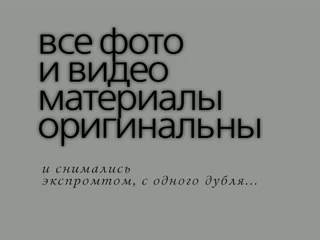 все фото
и видео
материалы
оригинальны
и снимались
экспромтом, с одного дубля...